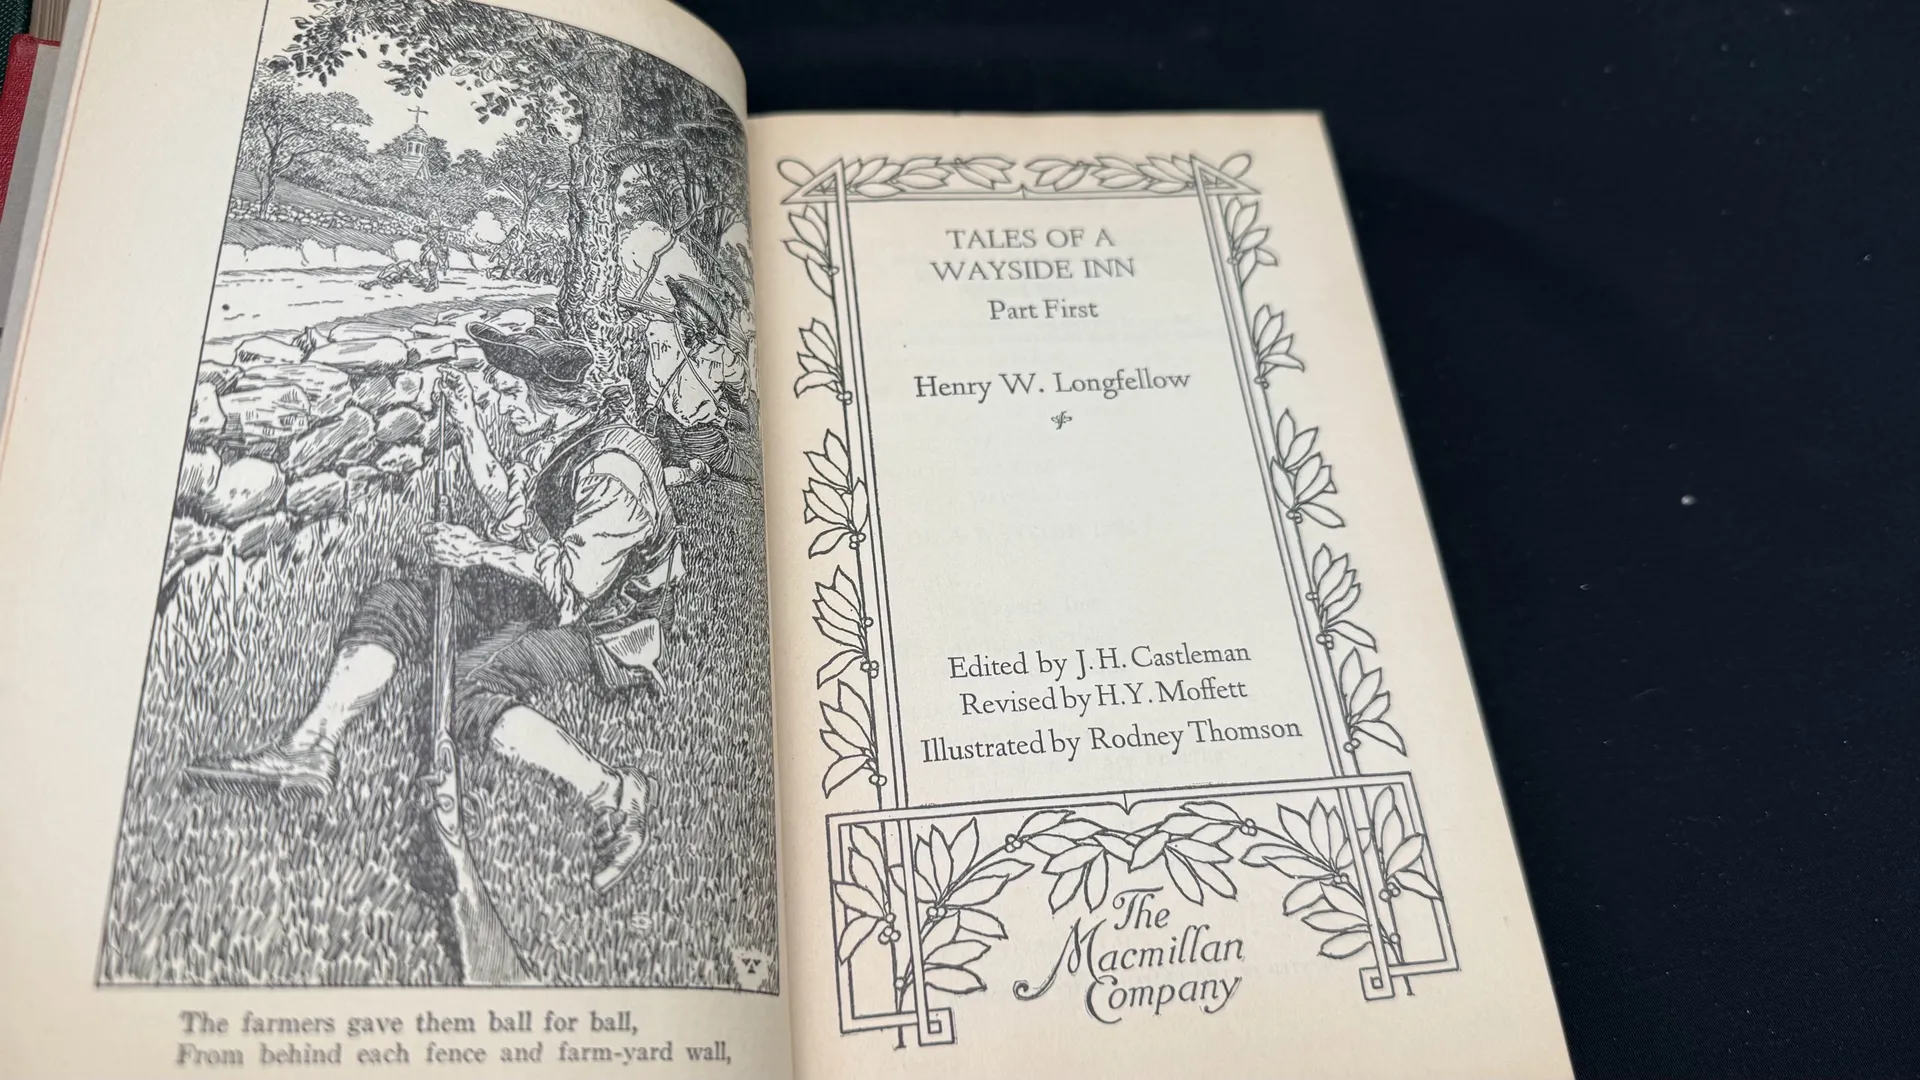 The farmers gave them ball for ball,
From behind each fence and farm-yard wall,
TALES OF A
WAYSIDE INN
Part First
Henry W. Longfellow
Edited by J. H. Castleman
Revised by H. Y. Moffett
Illustrated by Rodney Thomson
The
Macmillan
Company